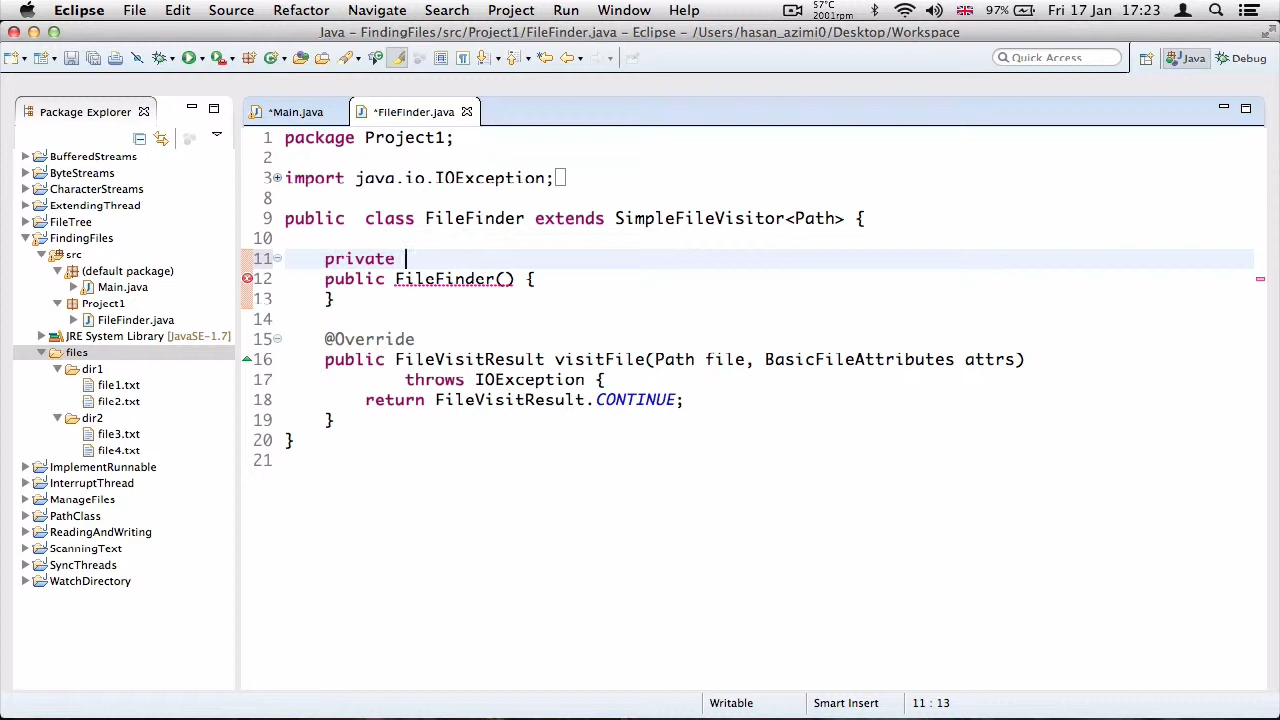 Eclipse File Edit Source Refactor Navigate Search Project Run Window Help 57°C 2001rpm 97% Fri 17 Jan 17:23
Java – FindingFiles/src/Project1/FileFinder.java – Eclipse – /Users/hasan_azimi0/Desktop/Workspace
Quick Access Java Debug
Package Explorer
*Main.java *FileFinder.java
BufferedStreams
ByteStreams
CharacterStreams
ExtendingThread
FileTree
FindingFiles
src
(default package)
Main.java
Project1
FileFinder.java
JRE System Library [JavaSE-1.7]
files
dir1
file1.txt
file2.txt
dir2
file3.txt
file4.txt
ImplementRunnable
InterruptThread
ManageFiles
PathClass
ReadingAndWriting
ScanningText
SyncThreads
WatchDirectory
1 package Project1;
2
3 import java.io.IOException;
8
9 public class FileFinder extends SimpleFileVisitor<Path> {
10
11 private
12 public FileFinder() {
13 }
14
15 @Override
16 public FileVisitResult visitFile(Path file, BasicFileAttributes attrs)
17 throws IOException {
18 return FileVisitResult.CONTINUE;
19 }
20 }
21
Writable Smart Insert 11 : 13